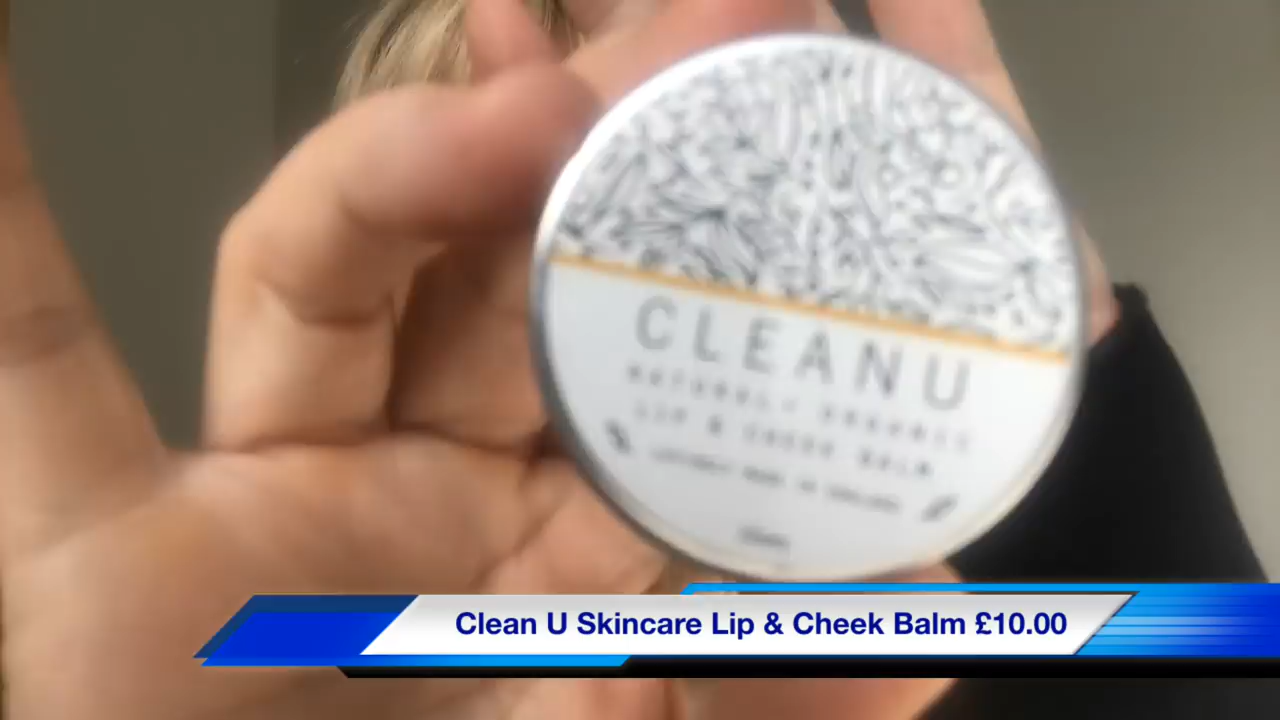 CLEANU
NATURALLY ORGANIC
LIP & CHEEK BALM
Clean U Skincare Lip & Cheek Balm £10.00